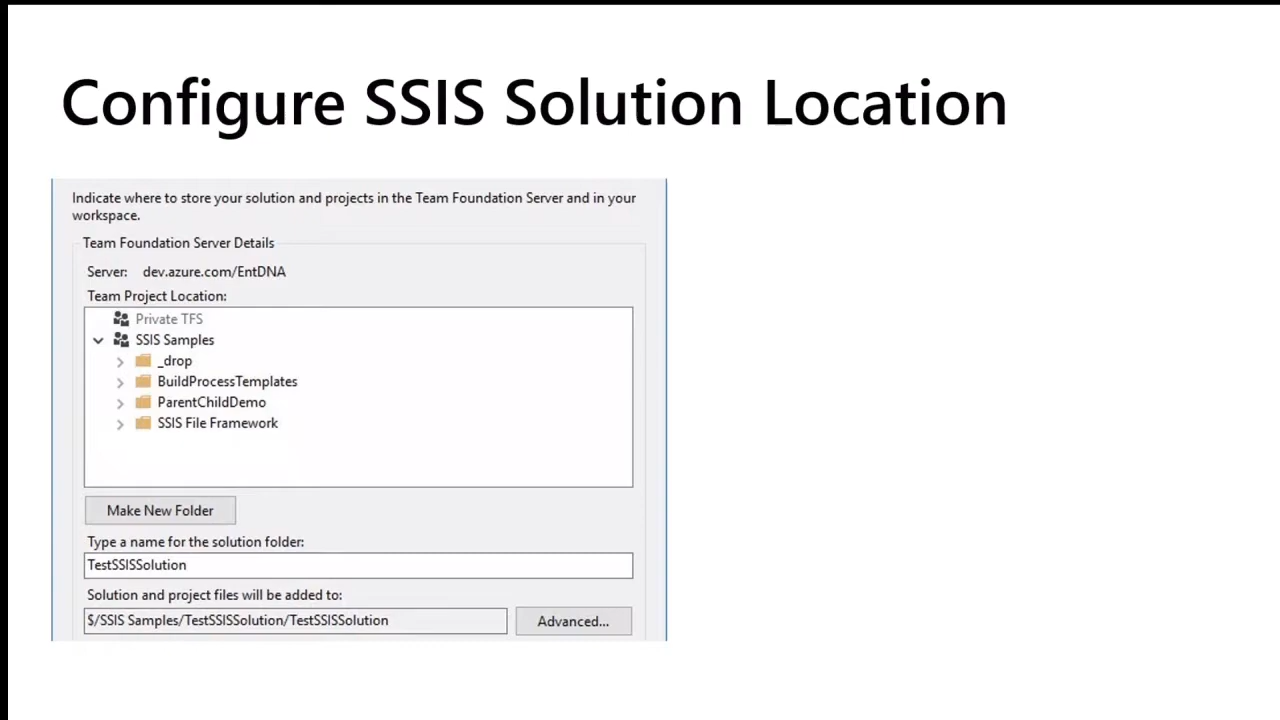 Configure SSIS Solution Location
Indicate where to store your solution and projects in the Team Foundation Server and in your
workspace.
Team Foundation Server Details
Server: dev.azure.com/EntDNA
Team Project Location:
Private TFS
SSIS Samples
_drop
BuildProcessTemplates
ParentChildDemo
SSIS File Framework
Make New Folder
Type a name for the solution folder:
TestSSISSolution
Solution and project files will be added to:
$/SSIS Samples/TestSSISSolution/TestSSISSolution
Advanced...